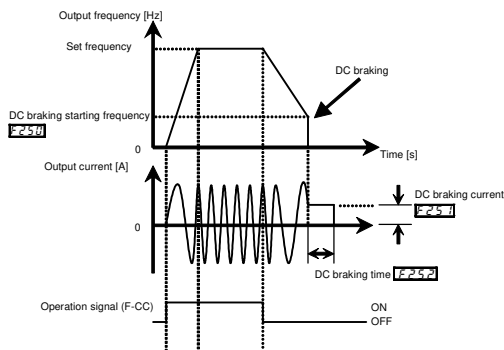 Output frequency [Hz]
Set frequency
DC braking
DC braking starting frequency
F250
0
Time [s]
Output current [A]
DC braking current
F251
0
DC braking time F252
Operation signal (F-CC)
ON
OFF